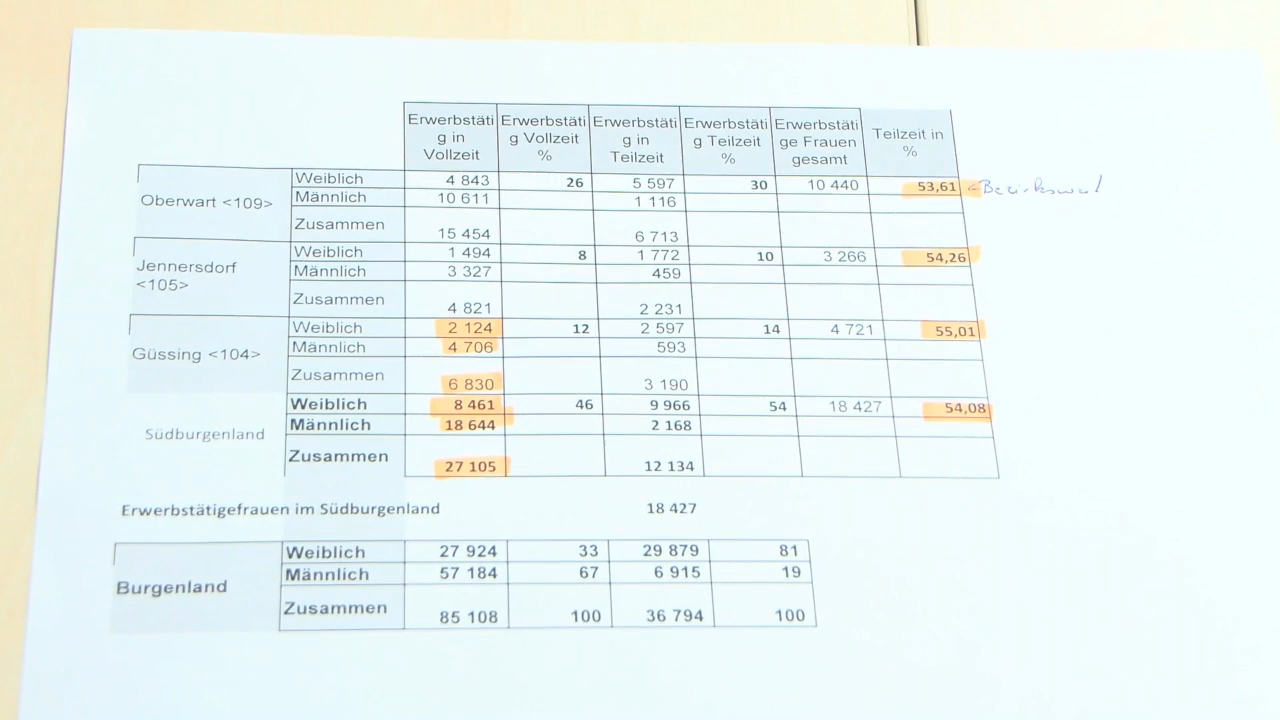 Erwerbstäti Erwerbstäti Erwerbstäti Erwerbstäti Erwerbstäti Teilzeit in
g in g Vollzeit g in g Teilzeit ge Frauen %
Vollzeit % Teilzeit % gesamt
Oberwart <109> Weiblich 4 843 26 5 597 30 10 440 53,61
Männlich 10 611 1 116
Zusammen 15 454 6 713
Jennersdorf <105> Weiblich 1 494 8 1 772 10 3 266 54,26
Männlich 3 327 459
Zusammen 4 821 2 231
Güssing <104> Weiblich 2 124 12 2 597 14 4 721 55,01
Männlich 4 706 593
Zusammen 6 830 3 190
Südburgenland Weiblich 8 461 46 9 966 54 18 427 54,08
Männlich 18 644 2 168
Zusammen 27 105 12 134
Erwerbstätigefrauen im Südburgenland 18 427
Burgenland Weiblich 27 924 33 29 879 81
Männlich 57 184 67 6 915 19
Zusammen 85 108 100 36 794 100